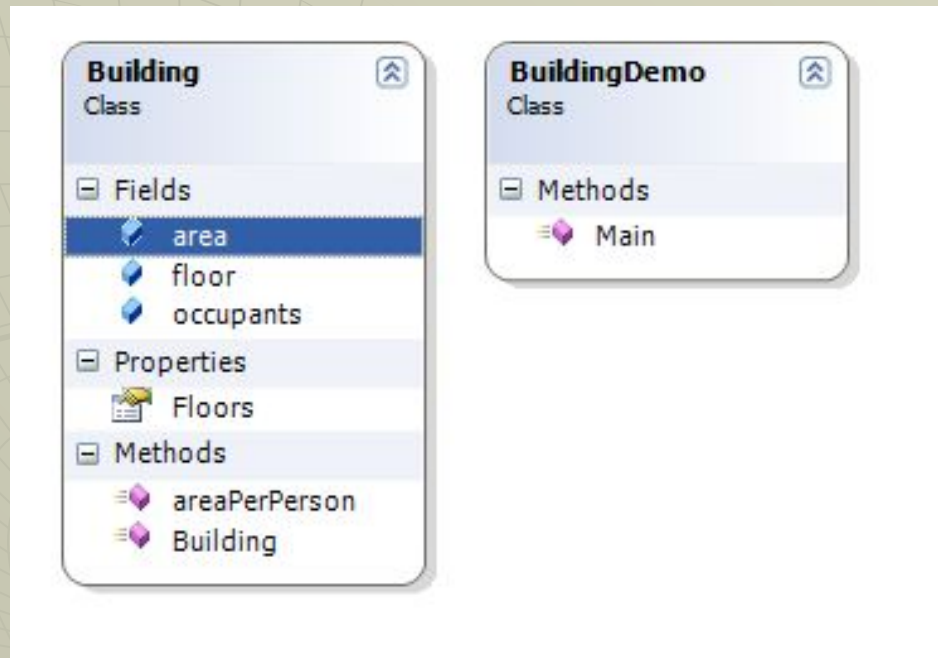 Building
Class
Fields
area
floor
occupants
Properties
Floors
Methods
areaPerPerson
Building
BuildingDemo
Class
Methods
Main